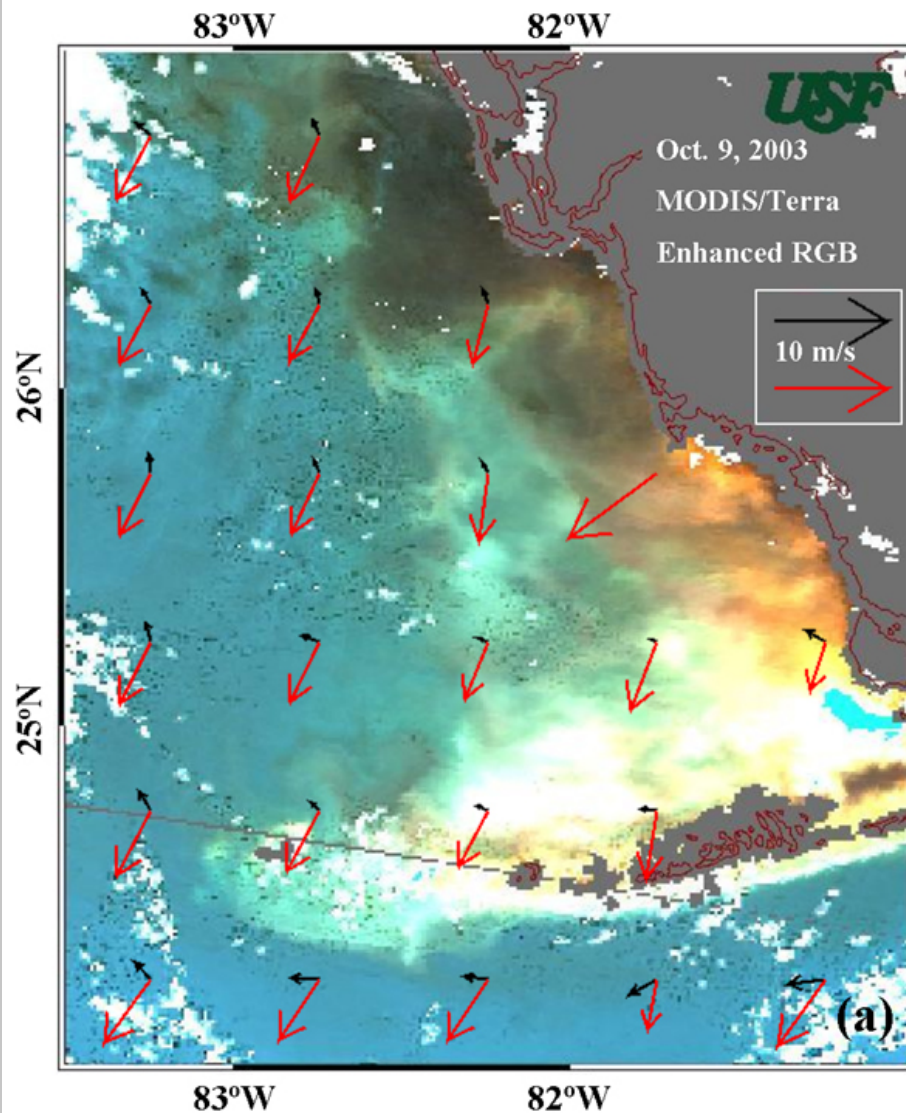 83ºW 82ºW
USF
Oct. 9, 2003
MODIS/Terra
Enhanced RGB
10 m/s
26ºN
25ºN
(a)
83ºW 82ºW